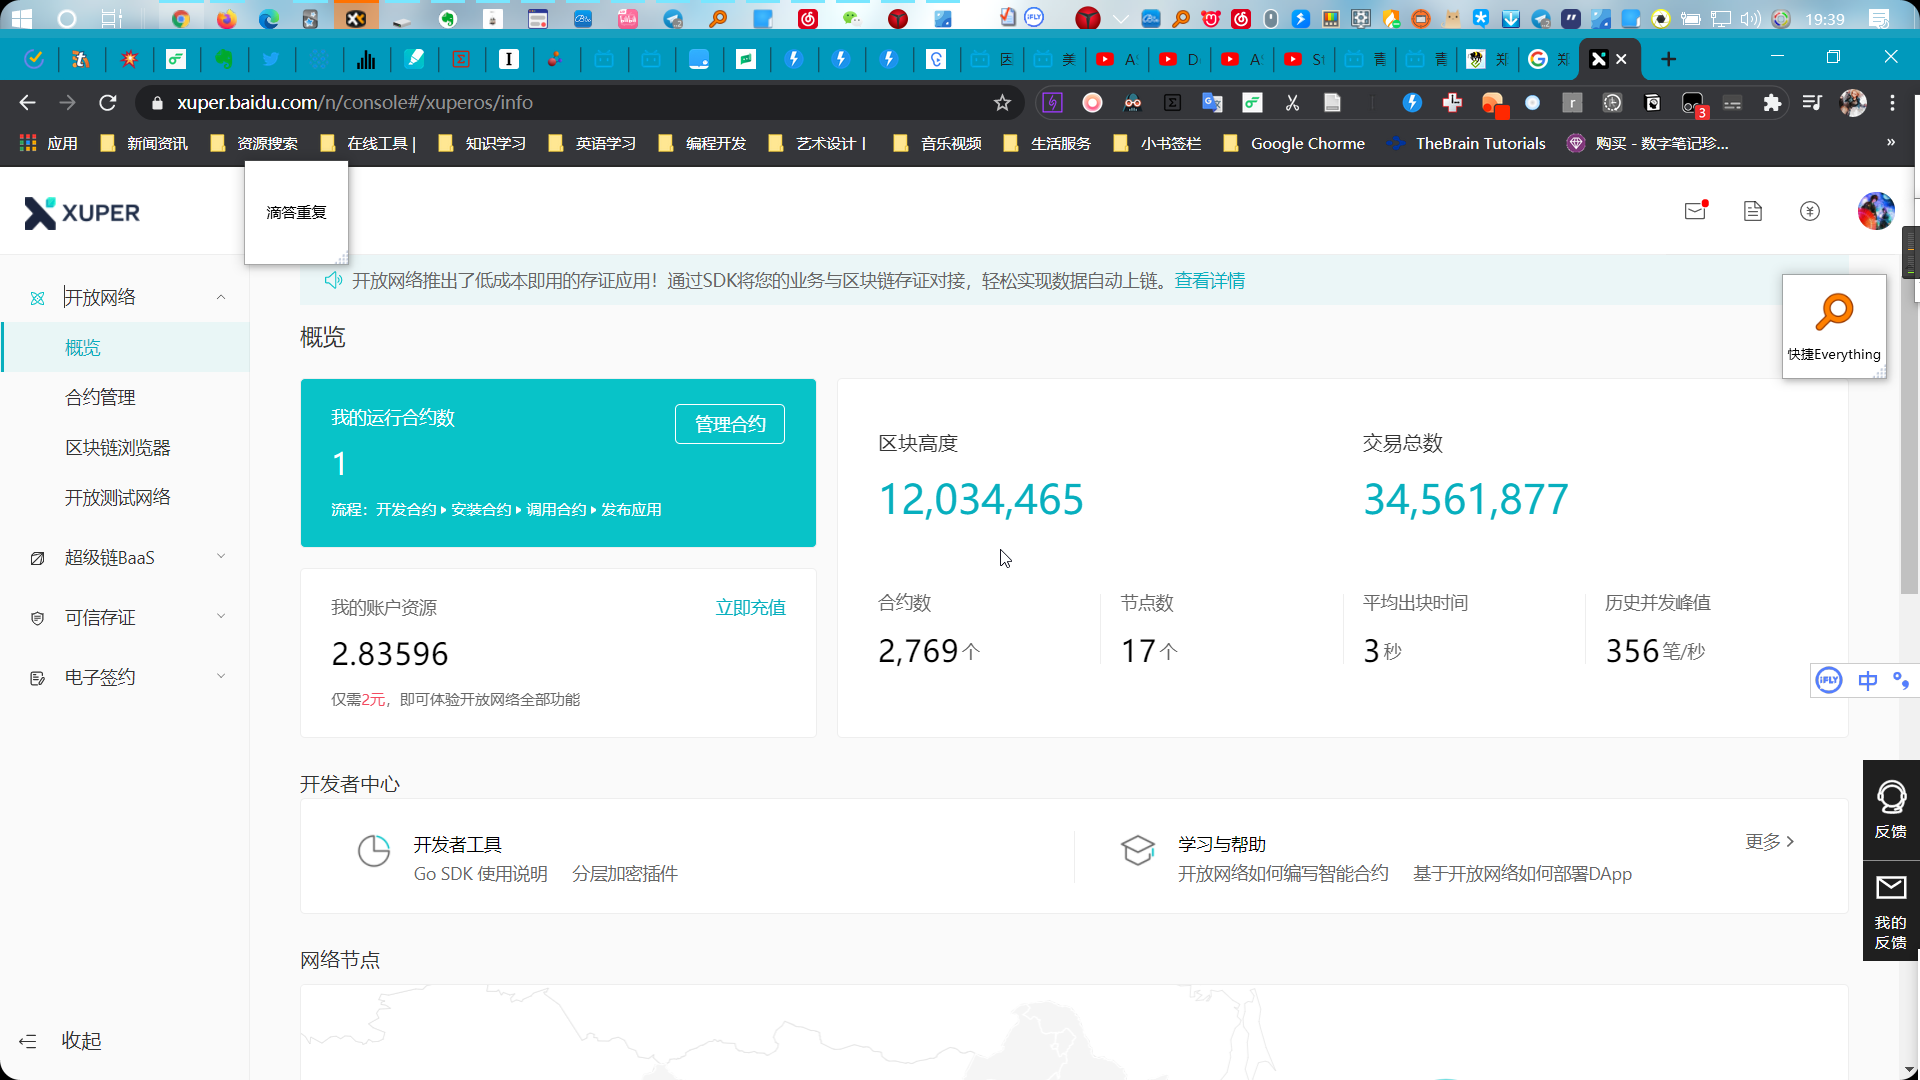 19:39
因
美
A
D
A
S
青
青
郑
郑
xuper.baidu.com/n/console#/xuperos/info
3
应用
新闻资讯
资源搜索
在线工具 |
知识学习
英语学习
编程开发
艺术设计 |
音乐视频
生活服务
小书签栏
Google Chorme
TheBrain Tutorials
购买 - 数字笔记珍...
»
XUPER
滴答重复
开放网络
概览
合约管理
区块链浏览器
开放测试网络
超级链BaaS
可信存证
电子签约
收起
开放网络推出了低成本即用的存证应用！通过SDK将您的业务与区块链存证对接，轻松实现数据自动上链。查看详情
快捷Everything
概览
我的运行合约数
管理合约
1
流程：开发合约 ▸ 安装合约 ▸ 调用合约 ▸ 发布应用
我的账户资源
立即充值
2.83596
仅需2元，即可体验开放网络全部功能
区块高度
12,034,465
交易总数
34,561,877
合约数
2,769个
节点数
17个
平均出块时间
3秒
历史并发峰值
356笔/秒
iFLY
中
开发者中心
开发者工具
Go SDK 使用说明
分层加密插件
学习与帮助
开放网络如何编写智能合约
基于开放网络如何部署DApp
更多 >
反馈
我的
反馈
网络节点